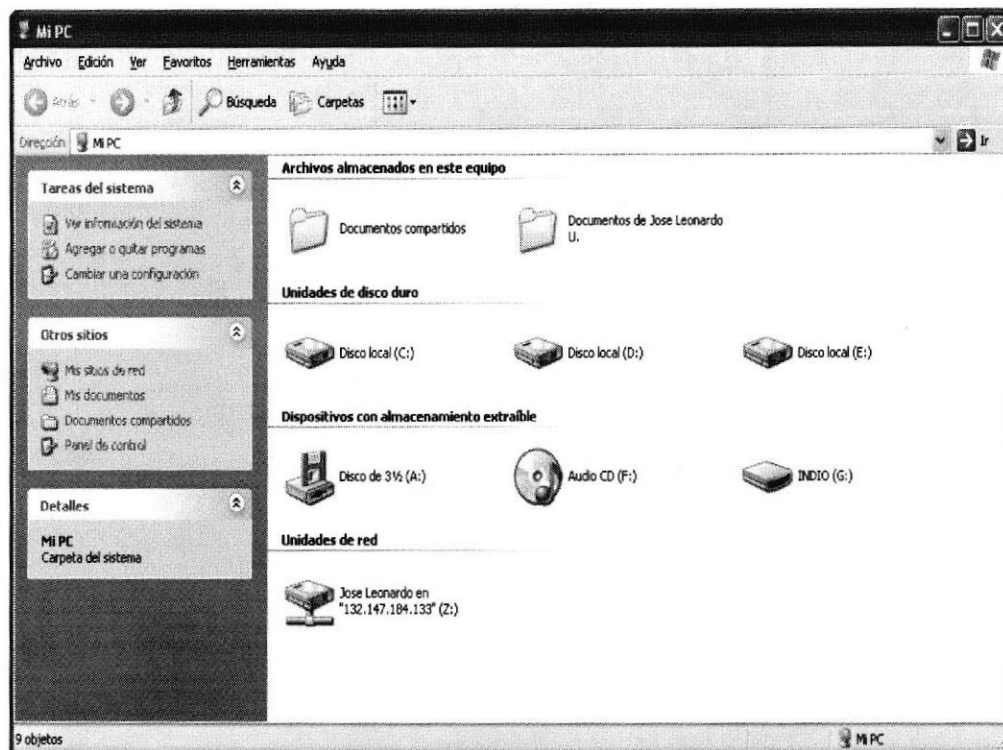 Mi PC
Archivo Edición Ver Favoritos Herramientas Ayuda
Atrás Búsqueda Carpetas
Dirección Mi PC Ir
Tareas del sistema
Ver información del sistema
Agregar o quitar programas
Cambiar una configuración
Otros sitios
Mis sitios de red
Mis documentos
Documentos compartidos
Panel de control
Detalles
Mi PC
Carpeta del sistema
Archivos almacenados en este equipo
Documentos compartidos
Documentos de Jose Leonardo
U.
Unidades de disco duro
Disco local (C:)
Disco local (D:)
Disco local (E:)
Dispositivos con almacenamiento extraíble
Disco de 3½ (A:)
Audio CD (F:)
INDIO (G:)
Unidades de red
Jose Leonardo en
"132.147.184.133" (Z:)
9 objetos
Mi PC